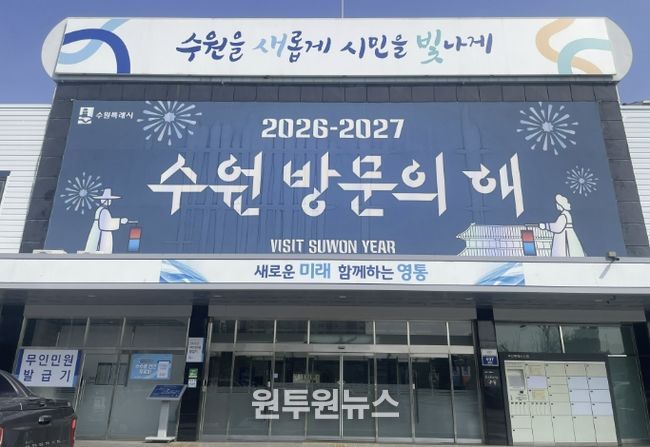 수원을 새롭게 시민을 빛나게
수원특례시
2026-2027
수원 방문의 해
VISIT SUWON YEAR
새로운 미래 함께하는 영통
무인민원
발급기
원투원뉴스